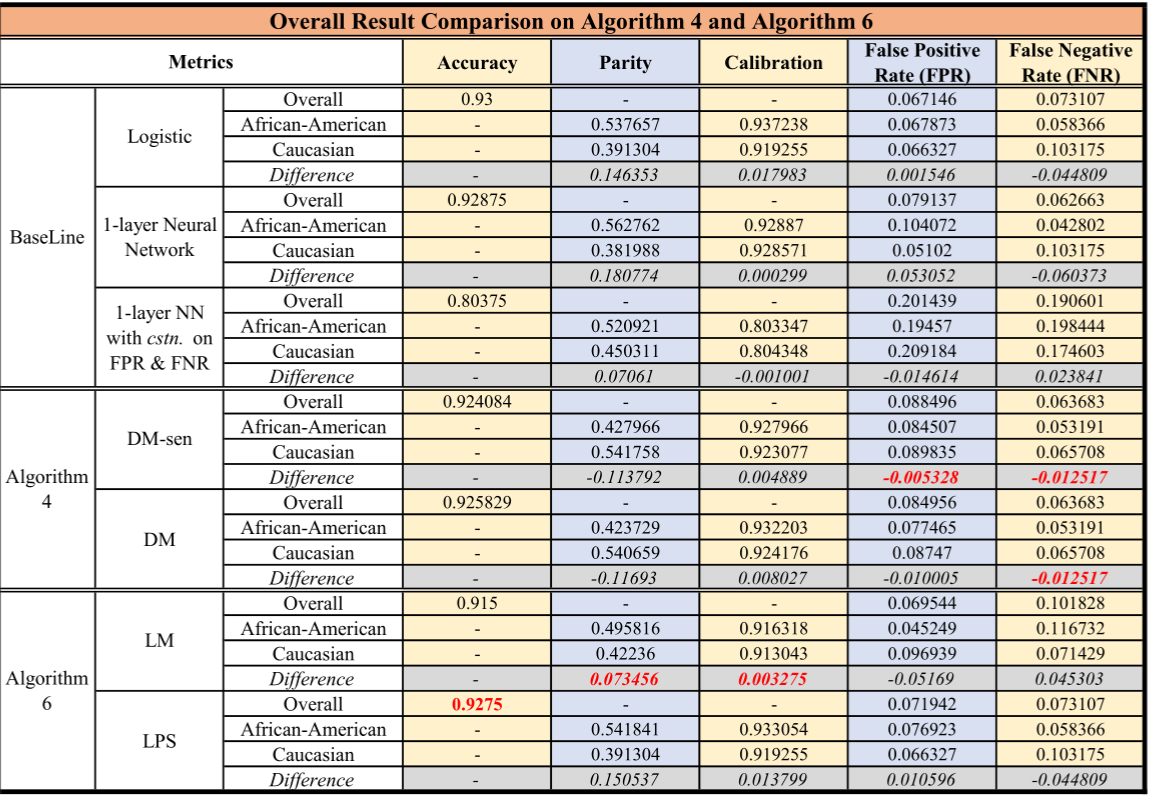 Overall Result Comparison on Algorithm 4 and Algorithm 6
Metrics Accuracy Parity Calibration False Positive Rate (FPR) False Negative Rate (FNR)
BaseLine Logistic Overall 0.93 - - 0.067146 0.073107
African-American - 0.537657 0.937238 0.067873 0.058366
Caucasian - 0.391304 0.919255 0.066327 0.103175
Difference - 0.146353 0.017983 0.001546 -0.044809
1-layer Neural Network Overall 0.92875 - - 0.079137 0.062663
African-American - 0.562762 0.92887 0.104072 0.042802
Caucasian - 0.381988 0.928571 0.05102 0.103175
Difference - 0.180774 0.000299 0.053052 -0.060373
1-layer NN with cstn. on FPR & FNR Overall 0.80375 - - 0.201439 0.190601
African-American - 0.520921 0.803347 0.19457 0.198444
Caucasian - 0.450311 0.804348 0.209184 0.174603
Difference - 0.07061 -0.001001 -0.014614 0.023841
Algorithm 4 DM-sen Overall 0.924084 - - 0.088496 0.063683
African-American - 0.427966 0.927966 0.084507 0.053191
Caucasian - 0.541758 0.923077 0.089835 0.065708
Difference - -0.113792 0.004889 -0.005328 -0.012517
DM Overall 0.925829 - - 0.084956 0.063683
African-American - 0.423729 0.932203 0.077465 0.053191
Caucasian - 0.540659 0.924176 0.08747 0.065708
Difference - -0.11693 0.008027 -0.010005 -0.012517
Algorithm 6 LM Overall 0.915 - - 0.069544 0.101828
African-American - 0.495816 0.916318 0.045249 0.116732
Caucasian - 0.42236 0.913043 0.096939 0.071429
Difference - 0.073456 0.003275 -0.05169 0.045303
LPS Overall 0.9275 - - 0.071942 0.073107
African-American - 0.541841 0.933054 0.076923 0.058366
Caucasian - 0.391304 0.919255 0.066327 0.103175
Difference - 0.150537 0.013799 0.010596 -0.044809